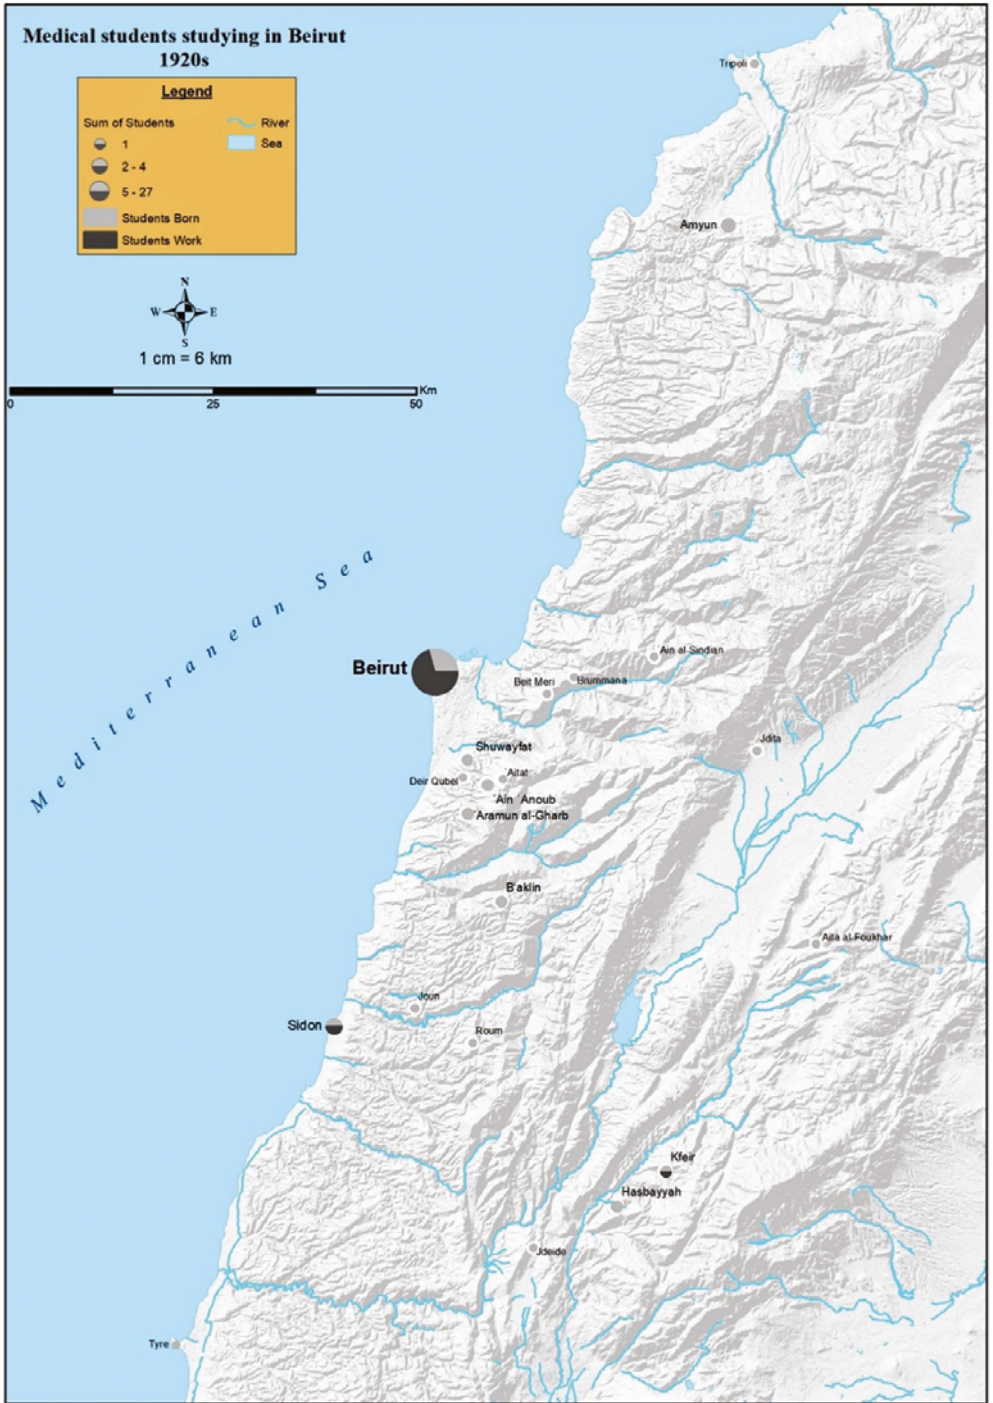 Medical students studying in Beirut
1920s
Legend
Sum of Students
1
2 - 4
5 - 27
Students Born
Students Work
River
Sea
N
W E
S
1 cm = 6 km
Km
0 25 50
Tripoli
Amyun
Mediterranean Sea
Beirut
Ain al-Sindian
Beit Meri
Brummana
Shuwayfat
Jdita
Deir Qubel
'Aitat
'Ain 'Anoub
'Aramun al-Gharb
B'aklin
'Aita al-Foukhar
Joun
Sidon
Roum
Kfeir
Hasbayyah
Jdeide
Tyre